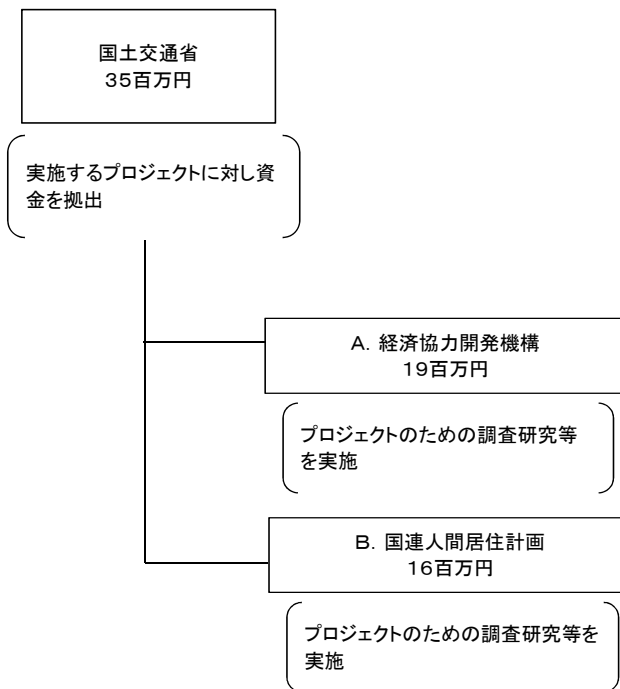 国土交通省
35百万円
実施するプロジェクトに対し資
金を拠出
A. 経済協力開発機構
19百万円
プロジェクトのための調査研究等
を実施
B. 国連人間居住計画
16百万円
プロジェクトのための調査研究等を
実施